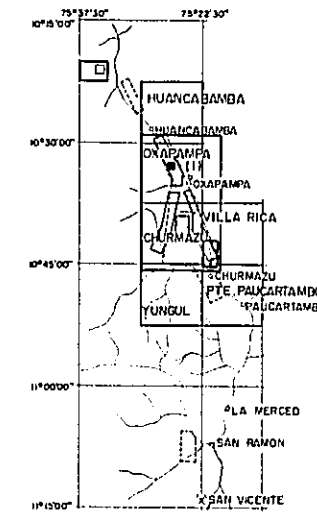 75°37'30" 75°22'30"
10°15'00"
HUANCABAMBA
HUANCABAMBA
10°30'00"
OXAPAMPA
(1)
OXAPAMPA
VILLA RICA
CHURMAZU
10°45'00"
CHURMAZU
PTE. PAUCARTAMBO
YUNGUL
PAUCARTAMB
11°00'00"
LA MERCED
SAN RAMON
11°15'00"
SAN VICENTE